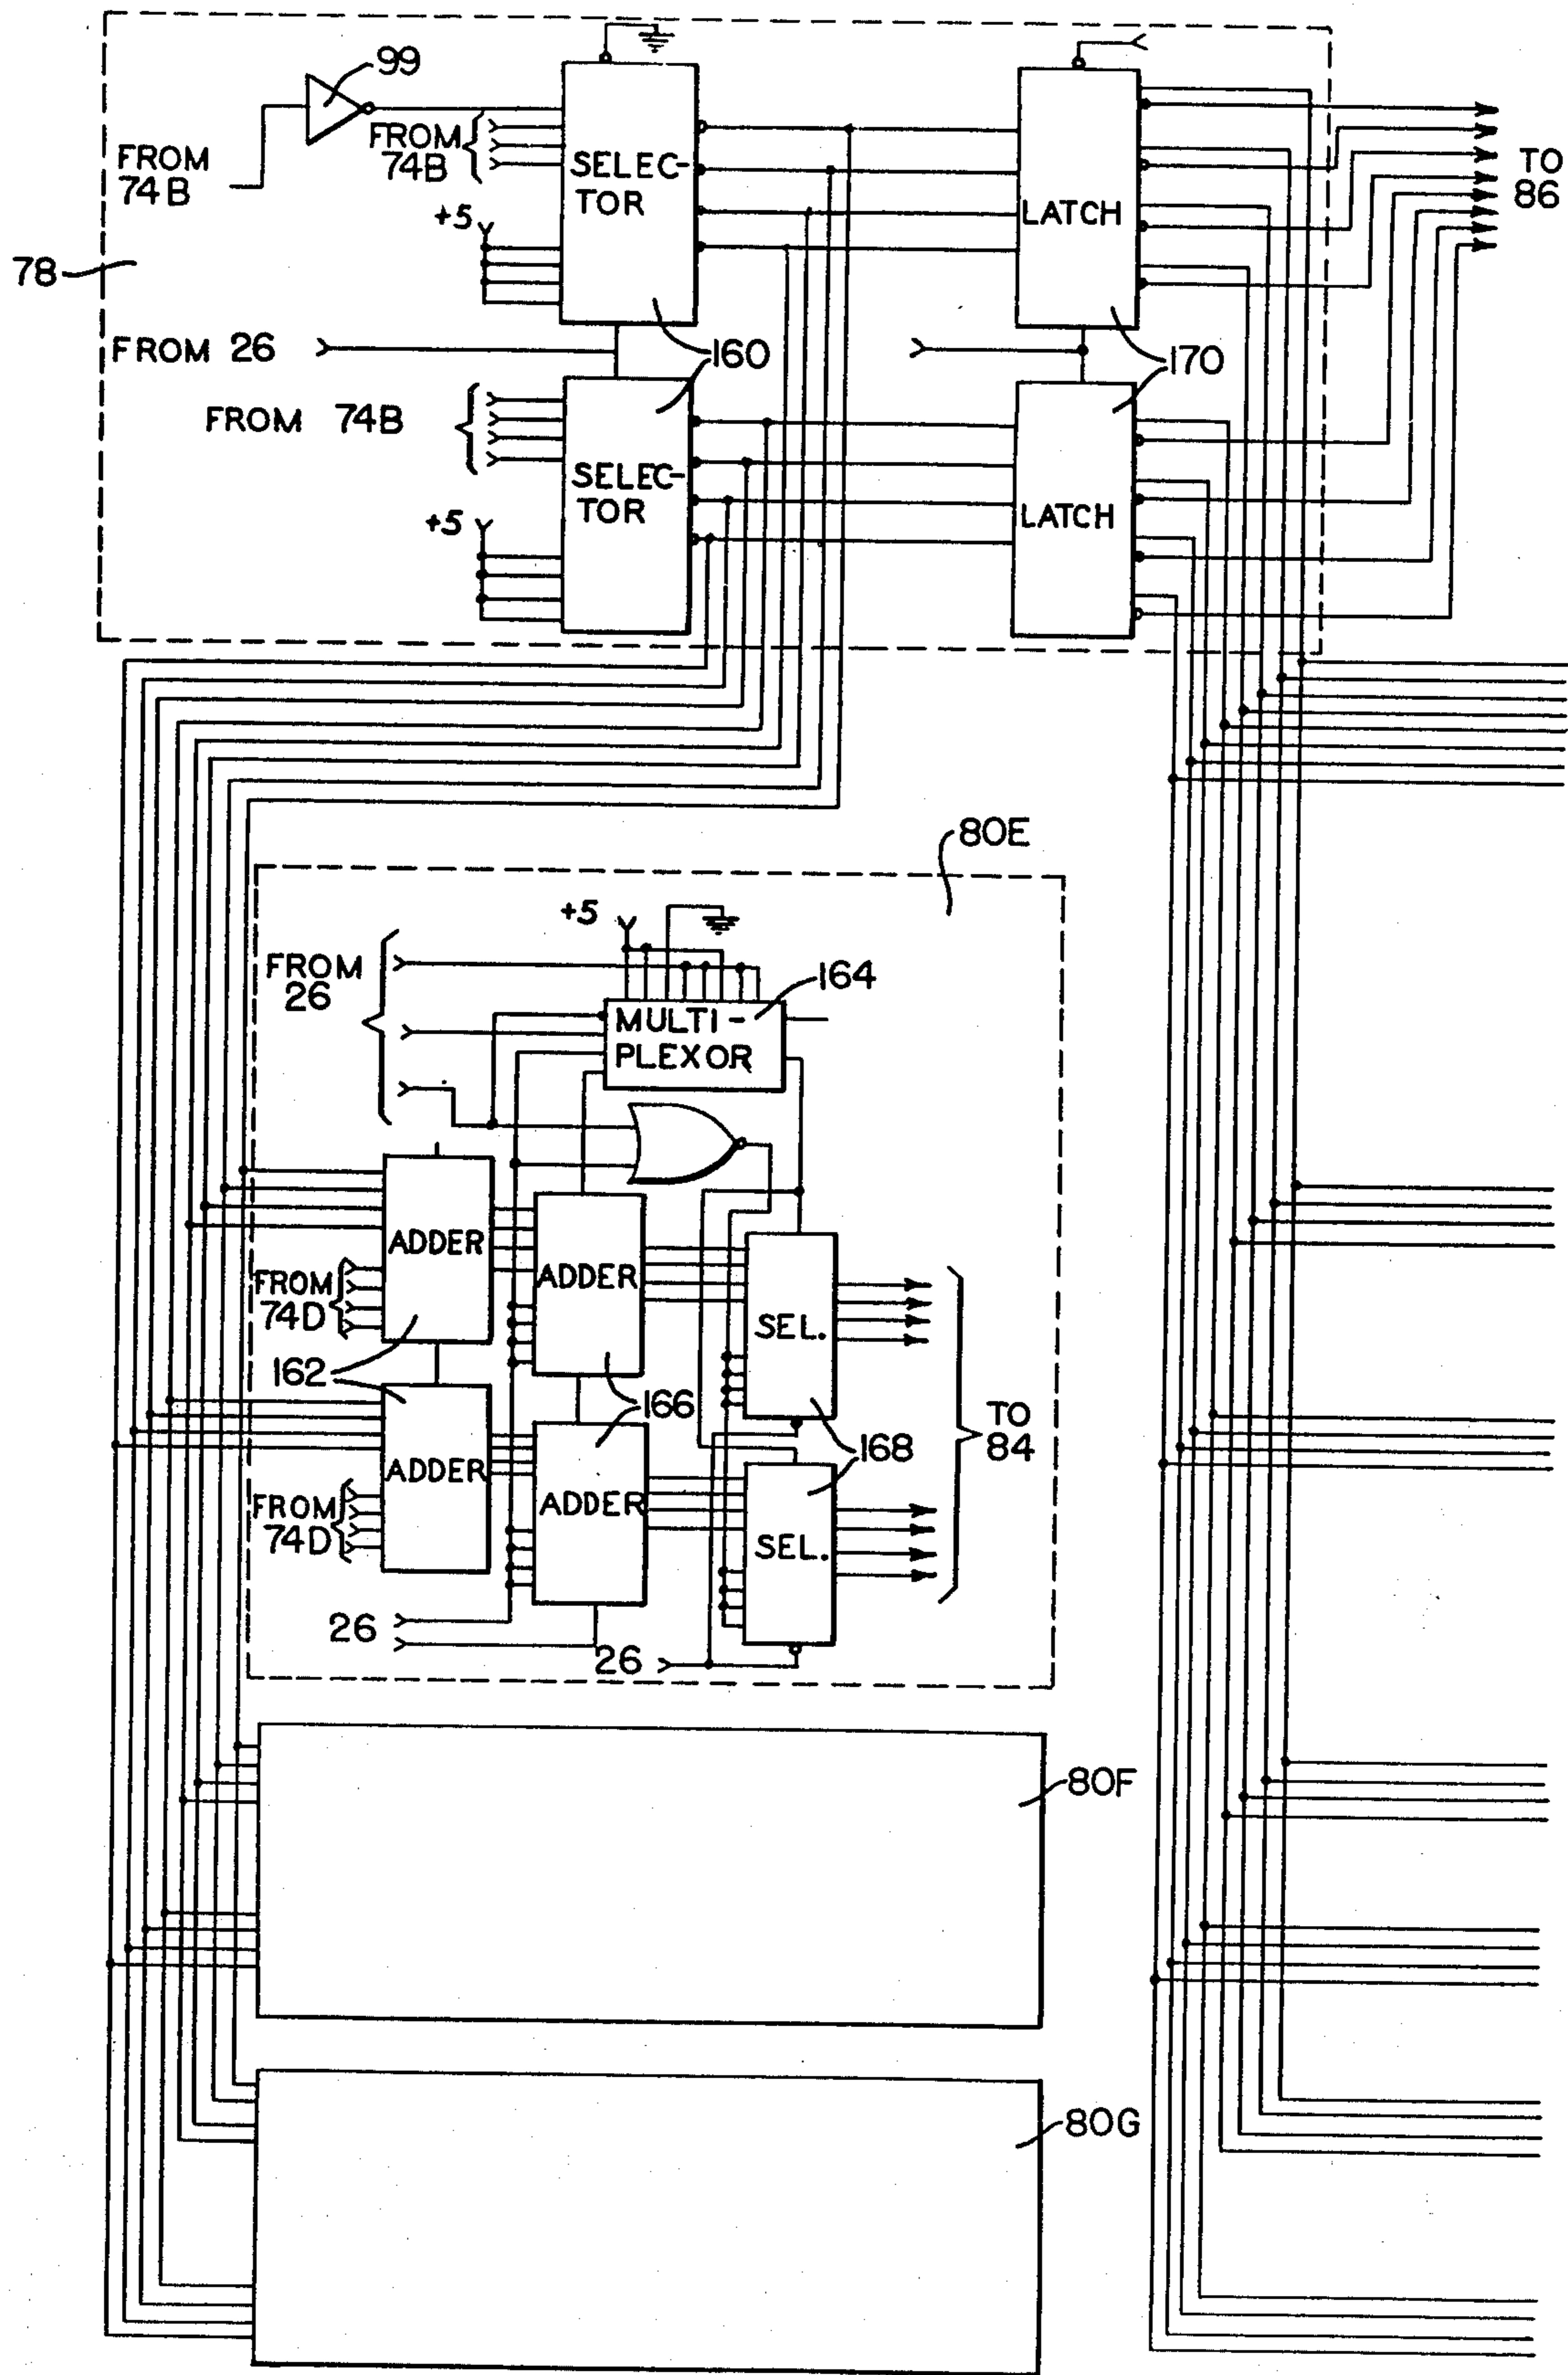 99
FROM
74B
FROM
74B
SELEC-
TOR
LATCH
TO
86
+5
78
FROM 26
160
170
FROM 74B
SELEC-
TOR
LATCH
+5
80E
+5
FROM
26
164
MULTI-
PLEXOR
ADDER
ADDER
FROM
74D
SEL.
162
166
TO
84
168
ADDER
ADDER
FROM
74D
SEL.
26
26
80F
80G